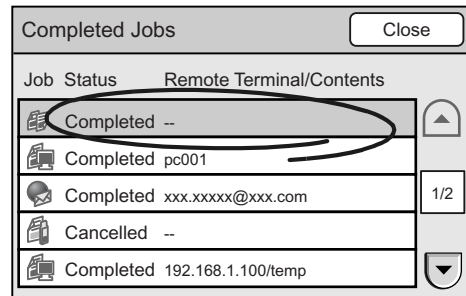 Completed Jobs Close
Job Status Remote Terminal/Contents
Completed --
Completed pc001
Completed xxx.xxxxx@xxx.com
1/2
Cancelled --
Completed 192.168.1.100/temp